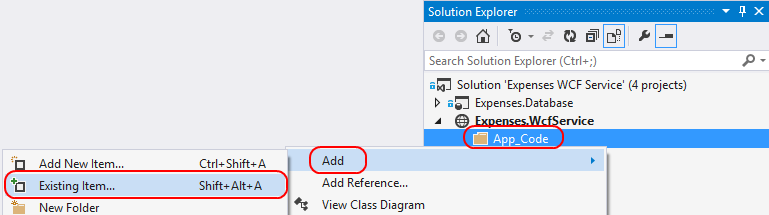 Solution Explorer
Search Solution Explorer (Ctrl+;)
Solution 'Expenses WCF Service' (4 projects)
Expenses.Database
Expenses.WcfService
App_Code
Add
Add Reference...
View Class Diagram
Add New Item... Ctrl+Shift+A
Existing Item... Shift+Alt+A
New Folder